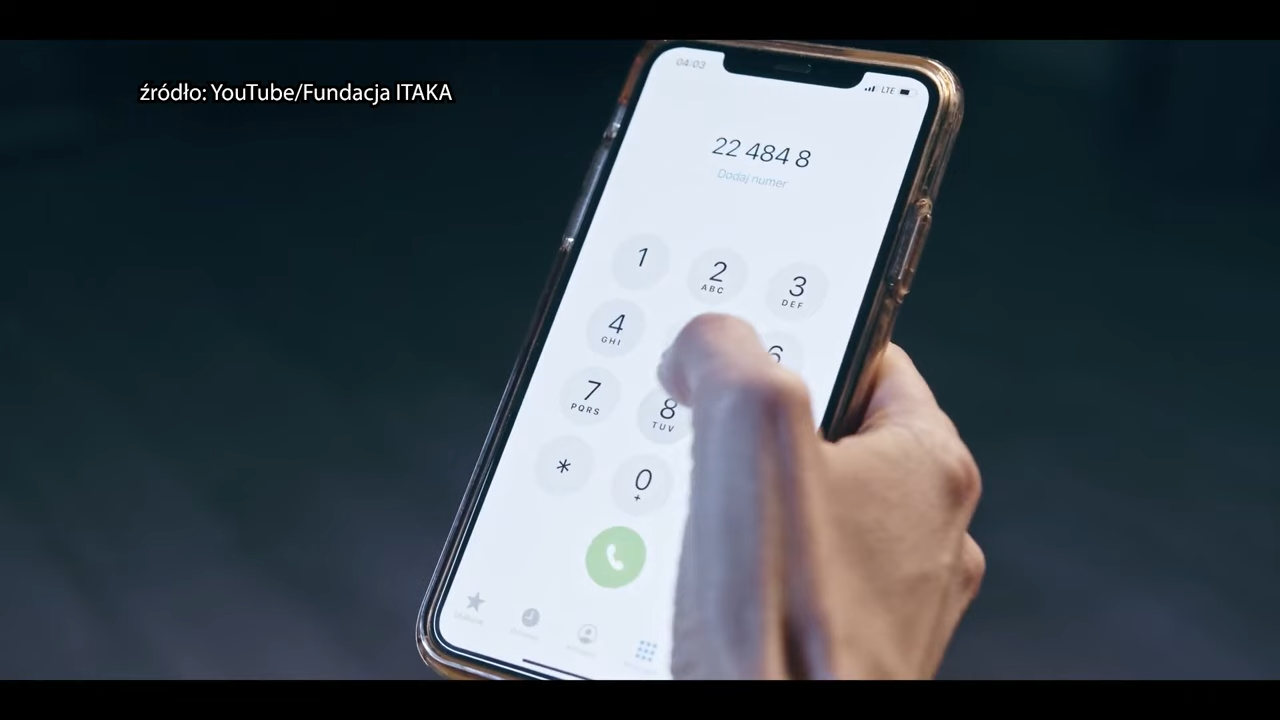 źródło: YouTube/Fundacja ITAKA
04:03
LTE
22 484 8
Dodaj numer
1
2
3
ABC
DEF
4
6
GHI
7
8
PQRS
TUV
*
0
+